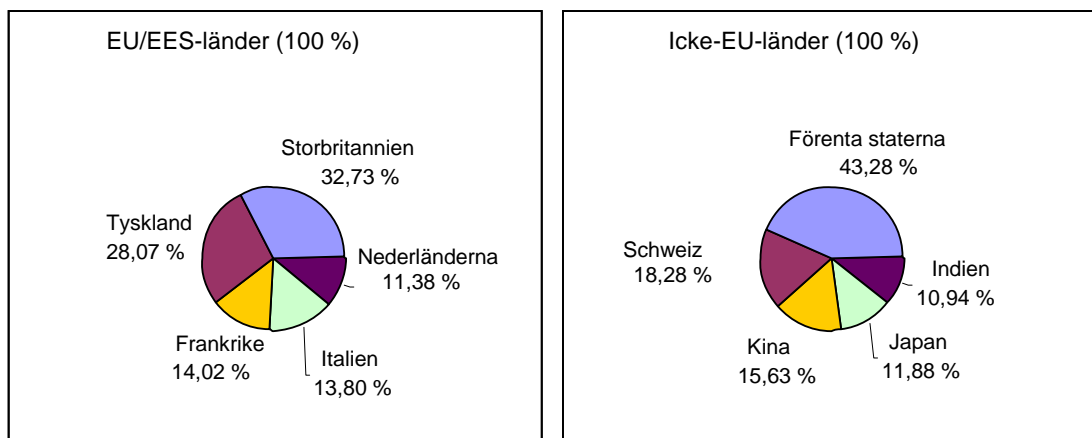 EU/EES-länder (100 %)
Storbritannien
32,73 %
Tyskland
28,07 %
Nederländerna
11,38 %
Frankrike
14,02 %
Italien
13,80 %
Icke-EU-länder (100 %)
Förenta staterna
43,28 %
Schweiz
18,28 %
Indien
10,94 %
Kina
15,63 %
Japan
11,88 %